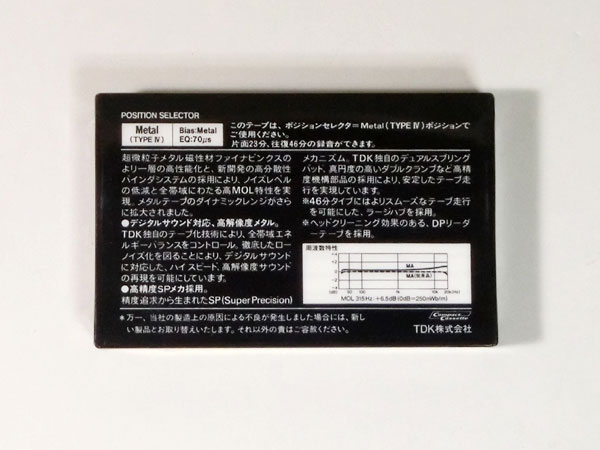 POSITION SELECTOR
Metal
(TYPE Ⅳ)
Bias:Metal
EQ:70μs
このテープは、ポジションセレクタ=Metal(TYPE Ⅳ)ポジションで
ご使用ください。
片面23分、往復46分の録音ができます。
超微粒子メタル磁性材ファイナビンクスの
より一層の高性能化と、新開発の高分散性
バインダシステムの採用により、ノイズレベル
の低減と全帯域にわたる高MOL特性を実
現。メタルテープのダイナミックレンジがさら
に拡大されました。
●デジタルサウンド対応、高解像度メタル。
TDK独自のテープ化技術により、全帯域エネ
ルギーバランスをコントロール。徹底したロー
ノイズ化を図ることにより、デジタルサウンド
に対応した、ハイスピード、高解像度サウンド
の再現を可能にしています。
●高精度SPメカ採用。
精度追求から生まれたSP(Super Precision)
メカニズム。TDK独自のデュアルスプリング
パット、真円度の高いダブルクランプなど高精
度機構部品の採用により、安定したテープ走
行を実現しています。
※46分タイプにはよりスムーズなテープ走行
を可能にした、ラージハブを採用。
※ヘッドクリーニング効果のある、DPリーダ
ーテープを採用。
周波数特性
MA
MA(従来品)
MOL 315Hz:+6.5dB(0dB=250nWb/m)
＊万一、当社の製造上の原因による不良が発生しました場合には、新し
い製品とお取り替えいたします。それ以外の責はご容赦ください。
Compact
Cassette
TDK株式会社